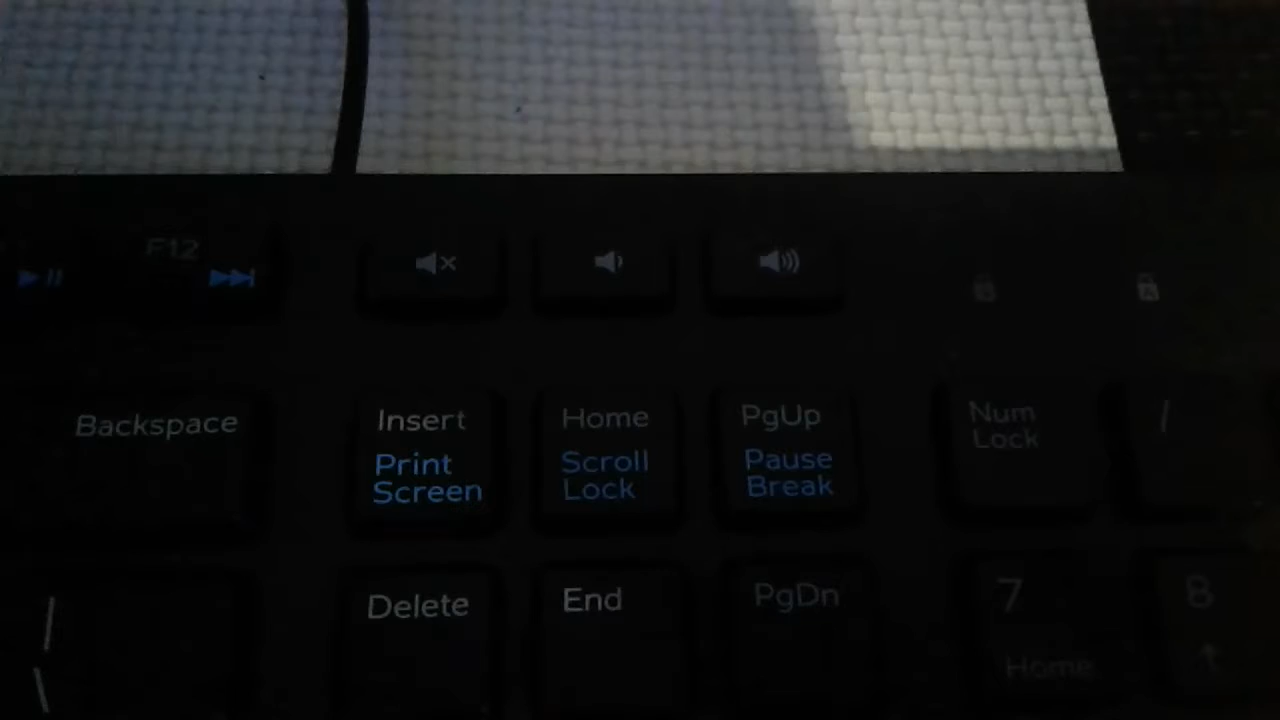 F12
Backspace
Insert
Print
Screen
Home
Scroll
Lock
PgUp
Pause
Break
Num
Lock
/
|
\
Delete
End
PgDn
7
Home
8
↑